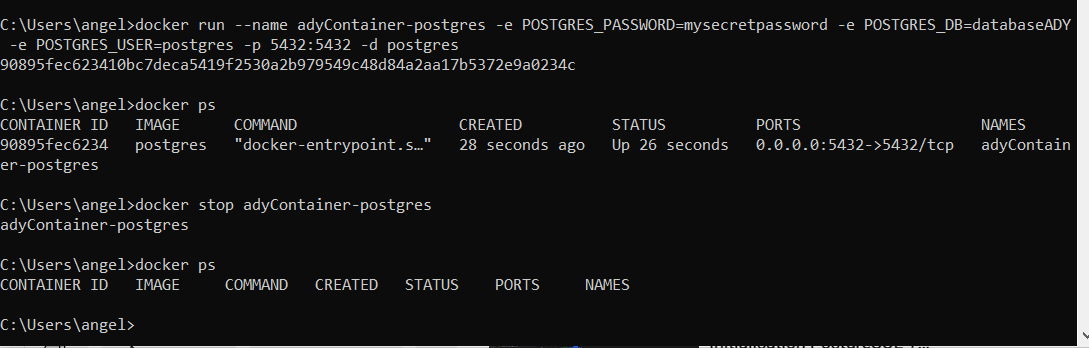 C:\Users\angel>docker run --name adyContainer-postgres -e POSTGRES_PASSWORD=mysecretpassword -e POSTGRES_DB=databaseADY
-e POSTGRES_USER=postgres -p 5432:5432 -d postgres
90895fec623410bc7deca5419f2530a2b979549c48d84a2aa17b5372e9a0234c
C:\Users\angel>docker ps
CONTAINER ID   IMAGE      COMMAND                  CREATED          STATUS          PORTS                    NAMES
90895fec6234   postgres   "docker-entrypoint.s…"   28 seconds ago   Up 26 seconds   0.0.0.0:5432->5432/tcp   adyContain
er-postgres
C:\Users\angel>docker stop adyContainer-postgres
adyContainer-postgres
C:\Users\angel>docker ps
CONTAINER ID   IMAGE     COMMAND   CREATED   STATUS    PORTS     NAMES
C:\Users\angel>